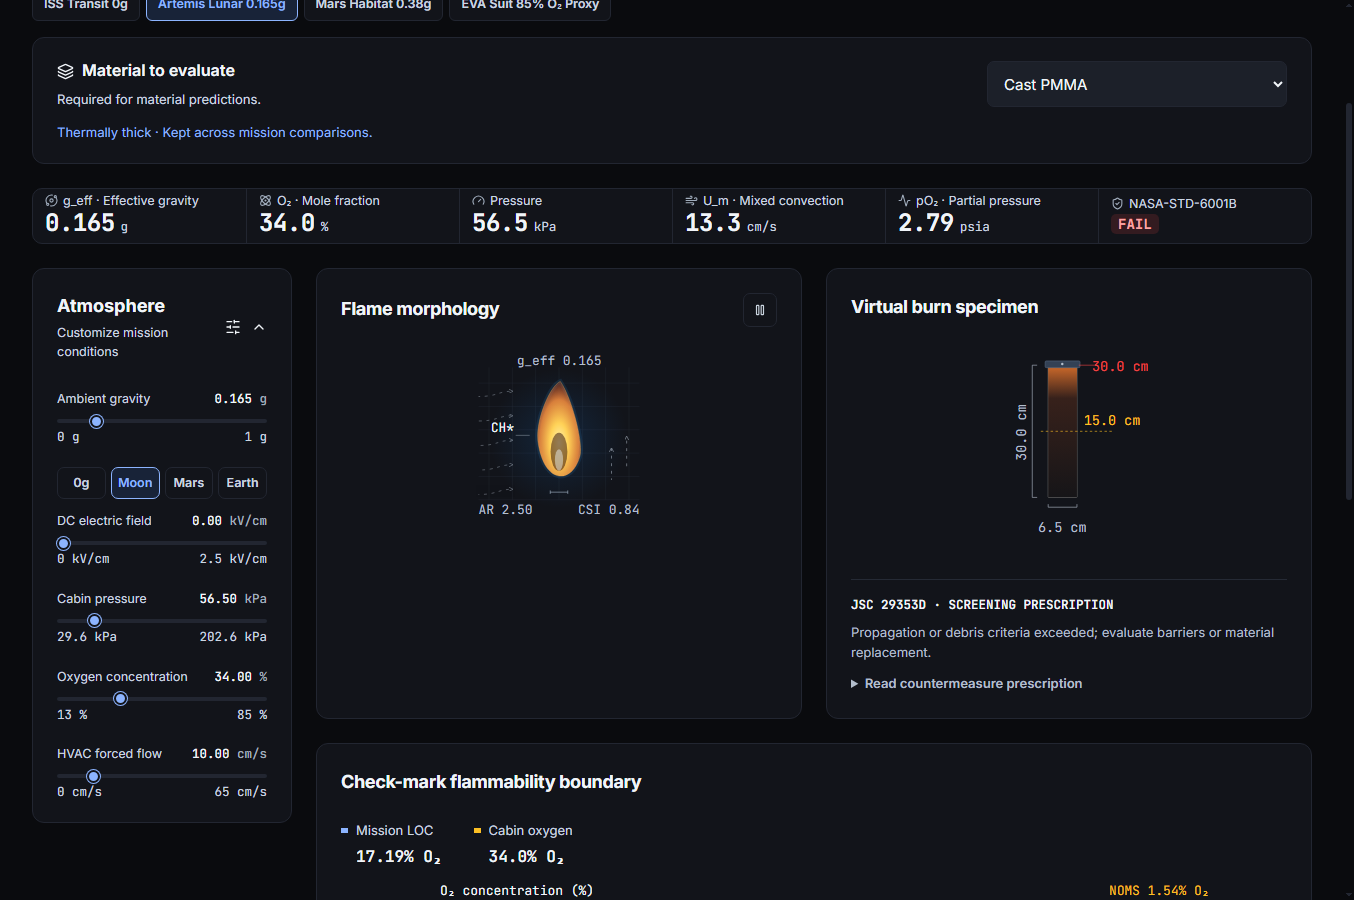 ISS Transit 0g
Artemis Lunar 0.165g
Mars Habitat 0.38g
EVA Suit 85% O₂ Proxy
Material to evaluate
Required for material predictions.
Thermally thick · Kept across mission comparisons.
Cast PMMA
g_eff · Effective gravity
0.165 g
O₂ · Mole fraction
34.0 %
Pressure
56.5 kPa
U_m · Mixed convection
13.3 cm/s
pO₂ · Partial pressure
2.79 psia
NASA-STD-6001B
FAIL
Atmosphere
Customize mission
conditions
Ambient gravity 0.165 g
0 g 1 g
0g Moon Mars Earth
DC electric field 0.00 kV/cm
0 kV/cm 2.5 kV/cm
Cabin pressure 56.50 kPa
29.6 kPa 202.6 kPa
Oxygen concentration 34.00 %
13 % 85 %
HVAC forced flow 10.00 cm/s
0 cm/s 65 cm/s
Flame morphology
g_eff 0.165
CH*
AR 2.50 CSI 0.84
Virtual burn specimen
30.0 cm
15.0 cm
30.0 cm
6.5 cm
JSC 29353D · SCREENING PRESCRIPTION
Propagation or debris criteria exceeded; evaluate barriers or material
replacement.
Read countermeasure prescription
Check-mark flammability boundary
Mission LOC
17.19% O₂
Cabin oxygen
34.0% O₂
O₂ concentration (%)
NOMS 1.54% O₂